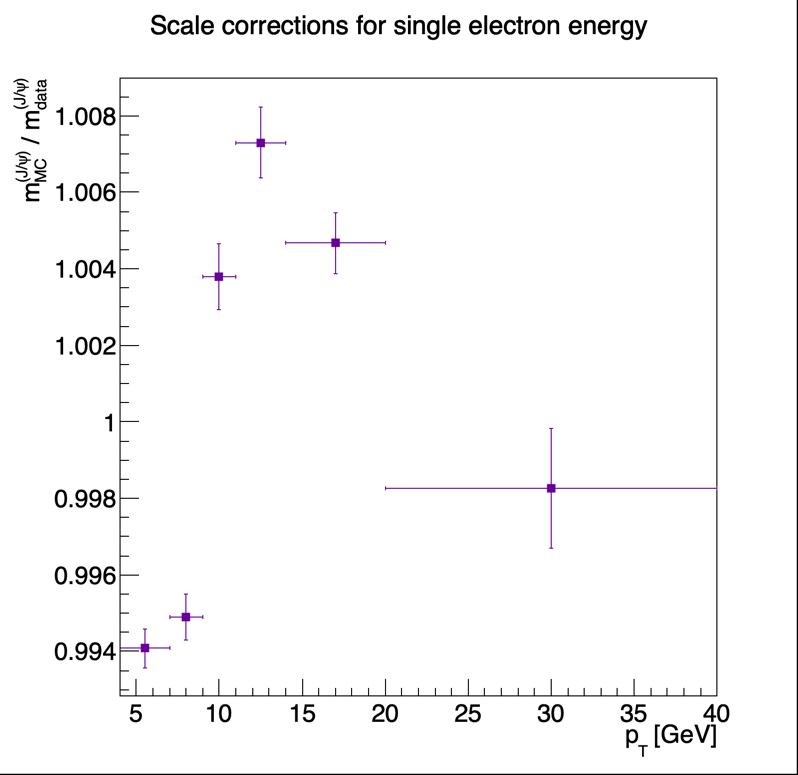 Scale corrections for single electron energy
m_MC^(J/ψ) / m_data^(J/ψ)
1.008
1.006
1.004
1.002
1
0.998
0.996
0.994
5 10 15 20 25 30 35 40
p_T [GeV]